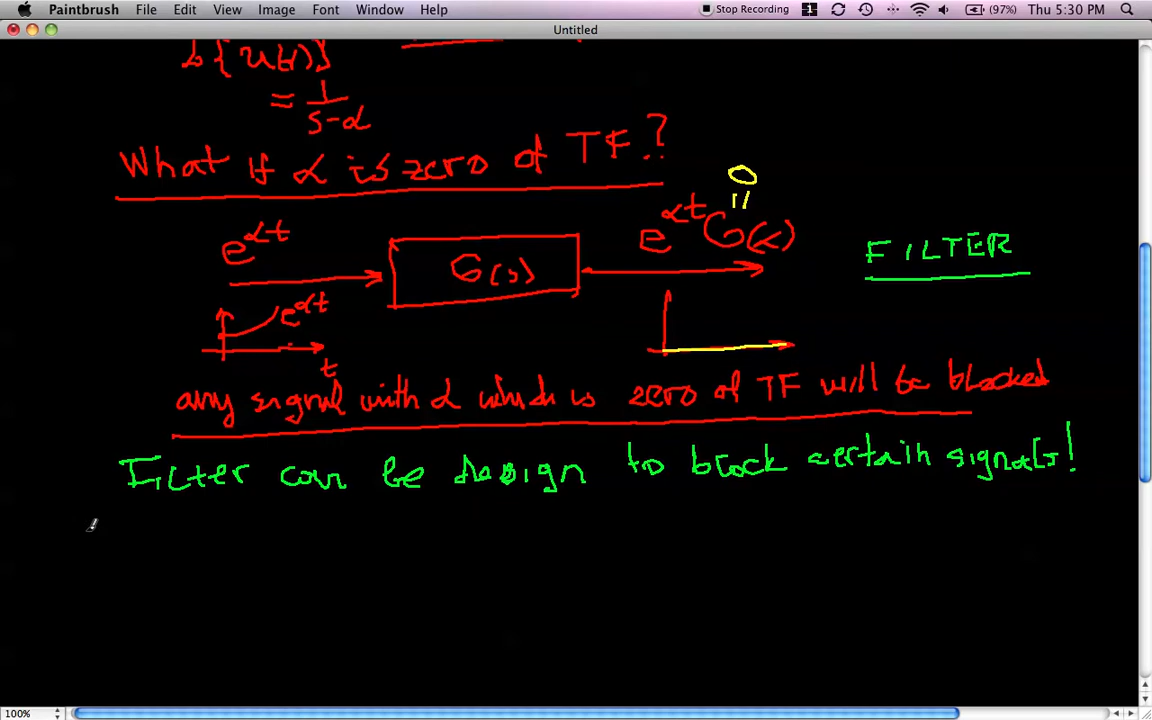 Paintbrush File Edit View Image Font Window Help Stop Recording 1 (97%) Thu 5:30 PM
Untitled
L{u(t)}
= 1/(s-α)
What if α is zero of TF?
0
"
e^αt G(s) e^αt G(α)
FILTER
e^αt
t
any signal with α which is zero of TF will be blocked
Filter can be design to block certain signals!
100%